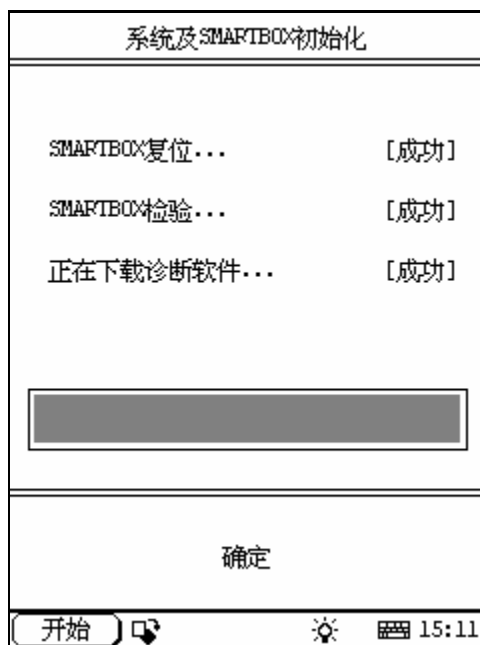 系统及SMARTBOX初始化
SMARTBOX复位... [成功]
SMARTBOX检验... [成功]
正在下载诊断软件... [成功]
确定
开始 15:11